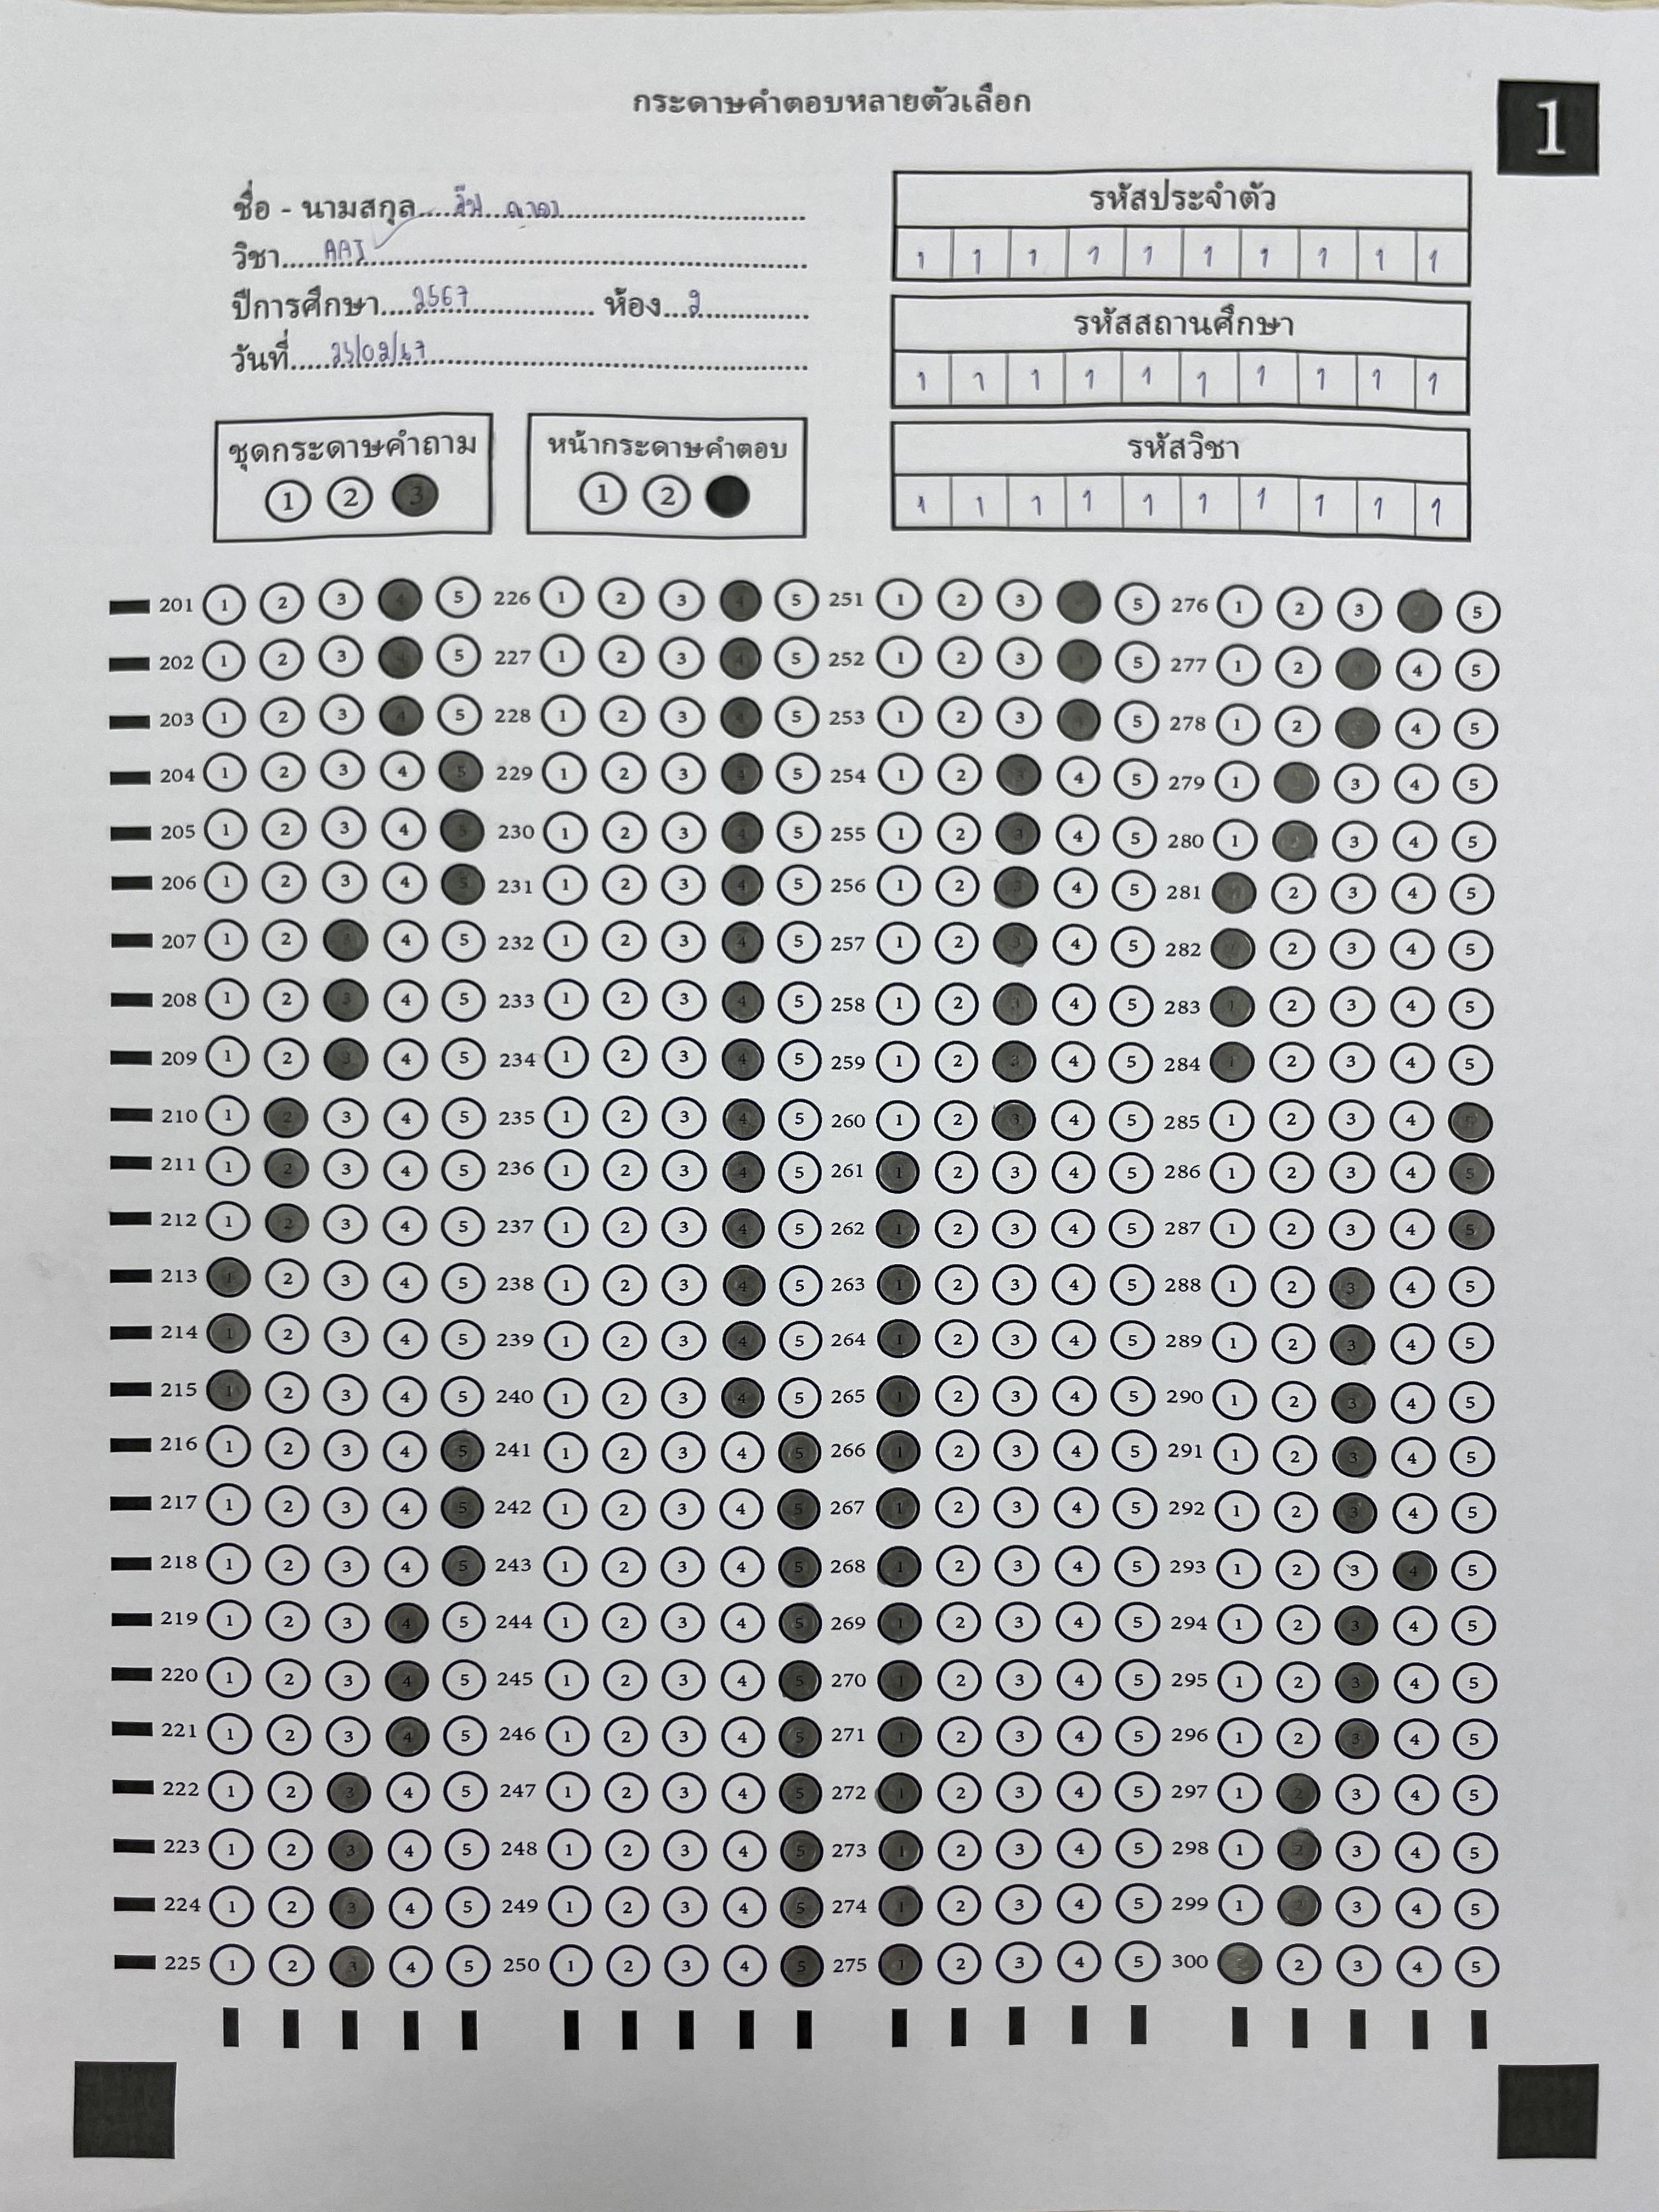 กระดาษคำตอบหลายตัวเลือก
1
ชื่อ - นามสกุล
วิชา AAI
ปีการศึกษา 2567 ห้อง 2
วันที่ 23/02/67
รหัสประจำตัว
1 1 1 1 1 1 1 1 1 1
รหัสสถานศึกษา
1 1 1 1 1 1 1 1 1 1
รหัสวิชา
1 1 1 1 1 1 1 1 1 1
ชุดกระดาษคำถาม
1 2 3
หน้ากระดาษคำตอบ
1 2
201 1 2 3 4 5 226 1 2 3 4 5 251 1 2 3 5 276 1 2 3 5
202 1 2 3 4 5 227 1 2 3 4 5 252 1 2 3 4 5 277 1 2 4 5
203 1 2 3 4 5 228 1 2 3 4 5 253 1 2 3 4 5 278 1 2 4 5
204 1 2 3 4 5 229 1 2 3 4 5 254 1 2 3 4 5 279 1 3 4 5
205 1 2 3 4 5 230 1 2 3 4 5 255 1 2 3 4 5 280 1 3 4 5
206 1 2 3 4 5 231 1 2 3 4 5 256 1 2 3 4 5 281 2 3 4 5
207 1 2 3 4 5 232 1 2 3 4 5 257 1 2 3 4 5 282 2 3 4 5
208 1 2 3 4 5 233 1 2 3 4 5 258 1 2 3 4 5 283 1 2 3 4 5
209 1 2 3 4 5 234 1 2 3 4 5 259 1 2 3 4 5 284 1 2 3 4 5
210 1 2 3 4 5 235 1 2 3 4 5 260 1 2 3 4 5 285 1 2 3 4 5
211 1 2 3 4 5 236 1 2 3 4 5 261 1 2 3 4 5 286 1 2 3 4 5
212 1 2 3 4 5 237 1 2 3 4 5 262 1 2 3 4 5 287 1 2 3 4 5
213 1 2 3 4 5 238 1 2 3 4 5 263 1 2 3 4 5 288 1 2 3 4 5
214 1 2 3 4 5 239 1 2 3 4 5 264 1 2 3 4 5 289 1 2 3 4 5
215 1 2 3 4 5 240 1 2 3 4 5 265 1 2 3 4 5 290 1 2 3 4 5
216 1 2 3 4 5 241 1 2 3 4 5 266 1 2 3 4 5 291 1 2 3 4 5
217 1 2 3 4 5 242 1 2 3 4 5 267 1 2 3 4 5 292 1 2 3 4 5
218 1 2 3 4 5 243 1 2 3 4 5 268 1 2 3 4 5 293 1 2 3 4 5
219 1 2 3 4 5 244 1 2 3 4 5 269 1 2 3 4 5 294 1 2 3 4 5
220 1 2 3 4 5 245 1 2 3 4 5 270 1 2 3 4 5 295 1 2 3 4 5
221 1 2 3 4 5 246 1 2 3 4 5 271 1 2 3 4 5 296 1 2 3 4 5
222 1 2 3 4 5 247 1 2 3 4 5 272 1 2 3 4 5 297 1 2 3 4 5
223 1 2 3 4 5 248 1 2 3 4 5 273 1 2 3 4 5 298 1 2 3 4 5
224 1 2 3 4 5 249 1 2 3 4 5 274 1 2 3 4 5 299 1 2 3 4 5
225 1 2 3 4 5 250 1 2 3 4 5 275 1 2 3 4 5 300 2 3 4 5